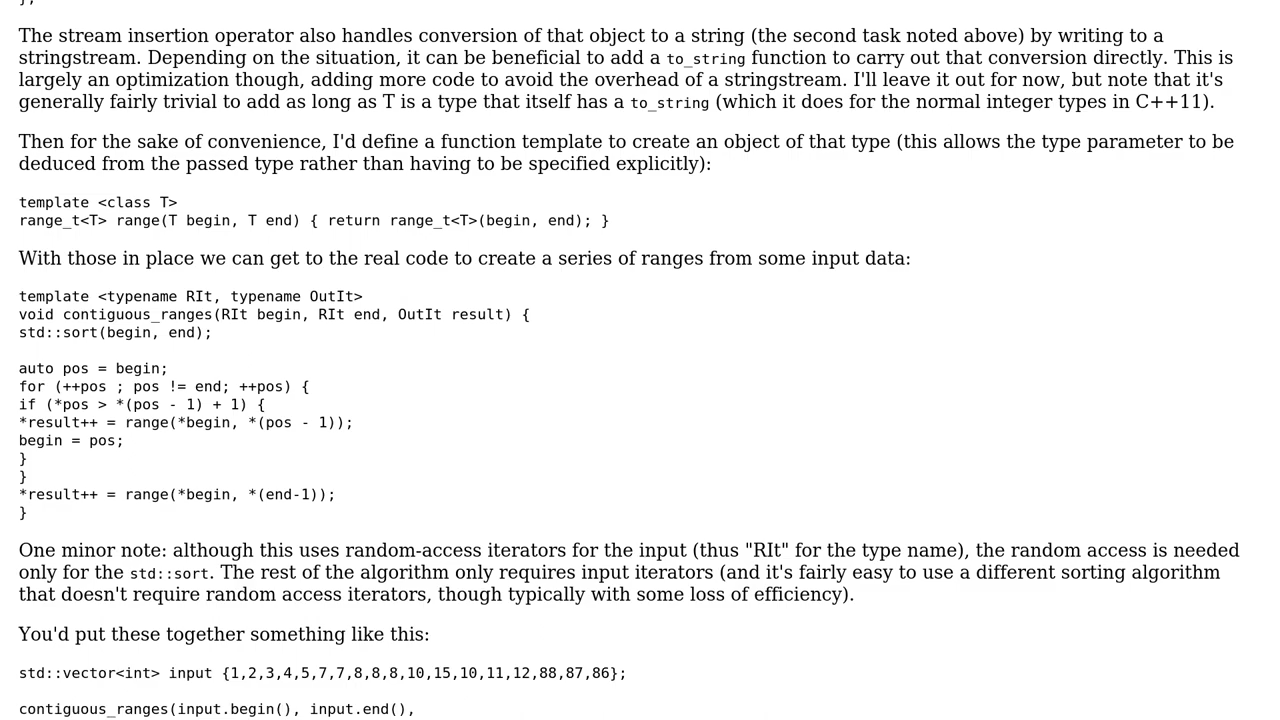 };
The stream insertion operator also handles conversion of that object to a string (the second task noted above) by writing to a
stringstream. Depending on the situation, it can be beneficial to add a to_string function to carry out that conversion directly. This is
largely an optimization though, adding more code to avoid the overhead of a stringstream. I'll leave it out for now, but note that it's
generally fairly trivial to add as long as T is a type that itself has a to_string (which it does for the normal integer types in C++11).
Then for the sake of convenience, I'd define a function template to create an object of that type (this allows the type parameter to be
deduced from the passed type rather than having to be specified explicitly):
template <class T>
range_t<T> range(T begin, T end) { return range_t<T>(begin, end); }
With those in place we can get to the real code to create a series of ranges from some input data:
template <typename RIt, typename OutIt>
void contiguous_ranges(RIt begin, RIt end, OutIt result) {
std::sort(begin, end);
auto pos = begin;
for (++pos ; pos != end; ++pos) {
if (*pos > *(pos - 1) + 1) {
*result++ = range(*begin, *(pos - 1));
begin = pos;
}
}
*result++ = range(*begin, *(end-1));
}
One minor note: although this uses random-access iterators for the input (thus "RIt" for the type name), the random access is needed
only for the std::sort. The rest of the algorithm only requires input iterators (and it's fairly easy to use a different sorting algorithm
that doesn't require random access iterators, though typically with some loss of efficiency).
You'd put these together something like this:
std::vector<int> input {1,2,3,4,5,7,7,8,8,8,10,15,10,11,12,88,87,86};
contiguous_ranges(input.begin(), input.end(),